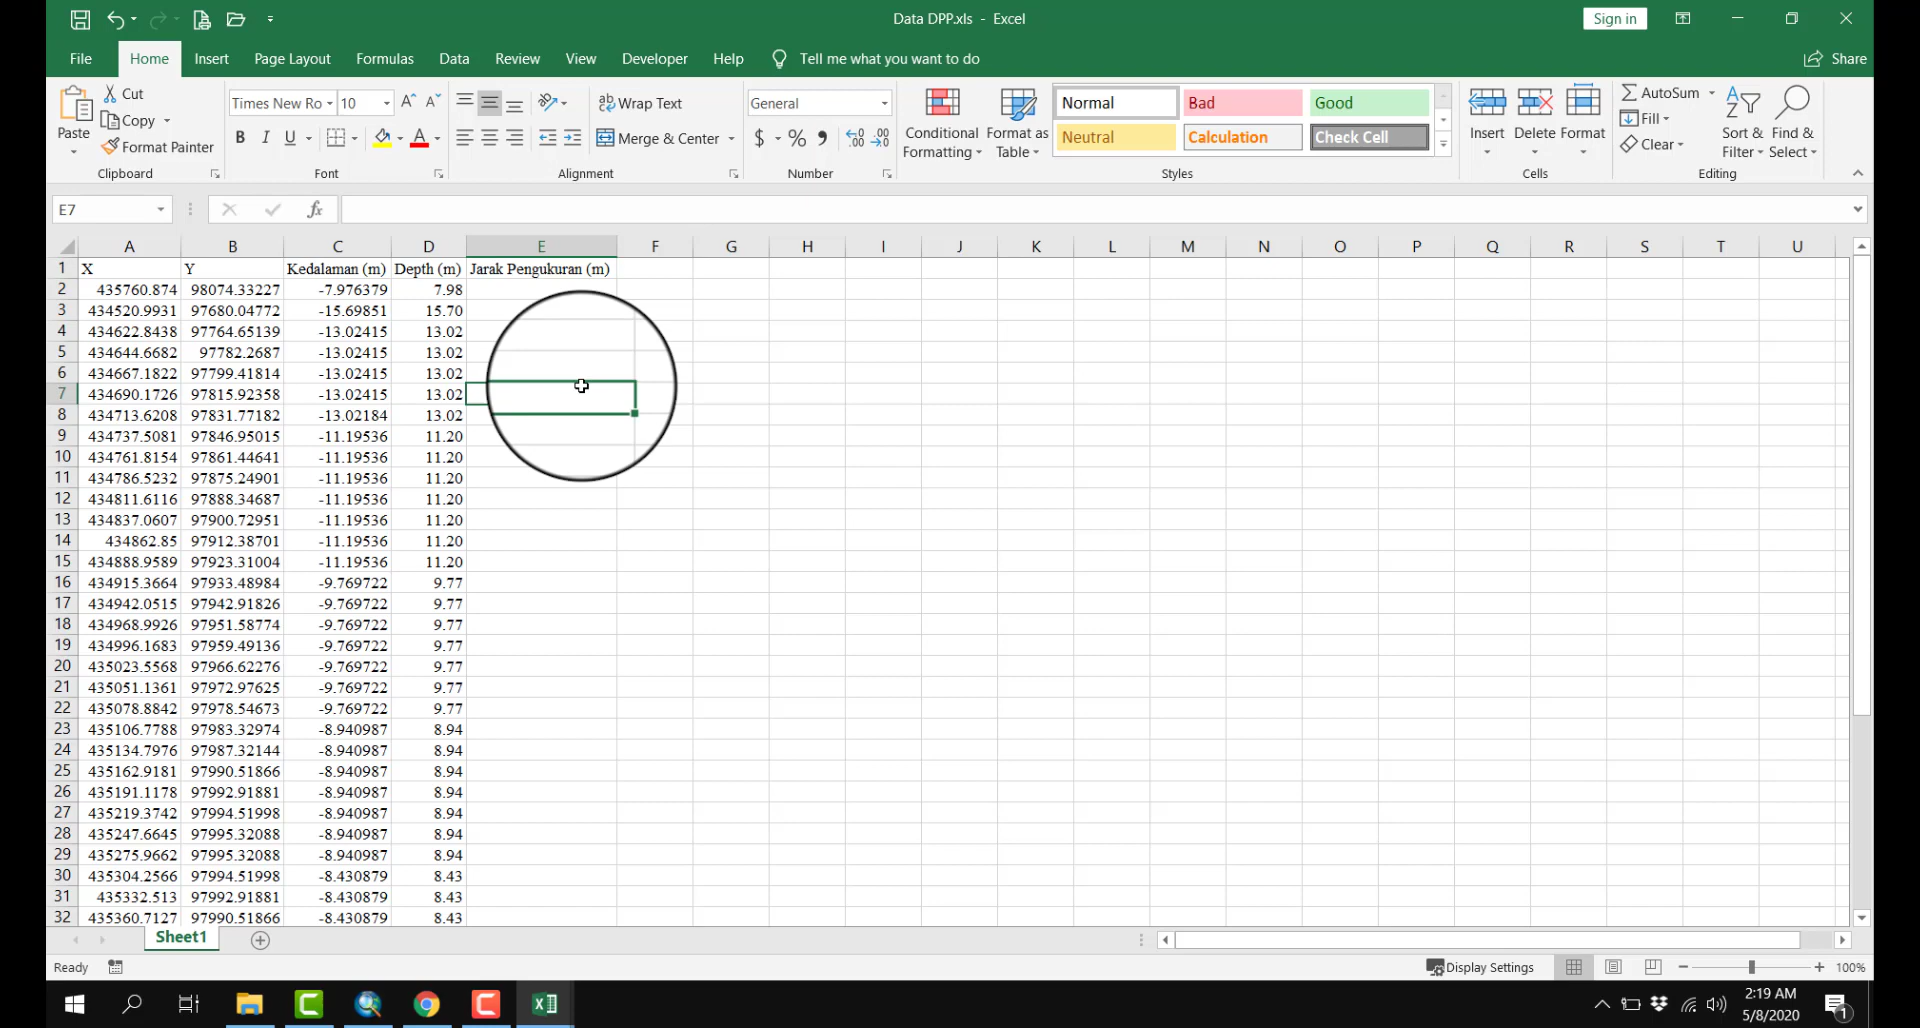 Data DPP.xls - Excel
Sign in
File Home Insert Page Layout Formulas Data Review View Developer Help Tell me what you want to do Share
Paste
Cut
Copy
Format Painter
Clipboard
Times New Ro 10
B I U
Font
Wrap Text
Merge & Center
Alignment
General
$ % ,
Number
Conditional Formatting
Format as Table
Normal Bad Good
Neutral Calculation Check Cell
Styles
Insert Delete Format
Cells
AutoSum
Fill
Clear
Sort & Filter
Find & Select
Editing
E7 fx
A B C D E F G H I J K L M N O P Q R S T U
1 X Y Kedalaman (m) Depth (m) Jarak Pengukuran (m)
2 435760.874 98074.33227 -7.976379 7.98
3 434520.9931 97680.04772 -15.69851 15.70
4 434622.8438 97764.65139 -13.02415 13.02
5 434644.6682 97782.2687 -13.02415 13.02
6 434667.1822 97799.41814 -13.02415 13.02
7 434690.1726 97815.92358 -13.02415 13.02
8 434713.6208 97831.77182 -13.02184 13.02
9 434737.5081 97846.95015 -11.19536 11.20
10 434761.8154 97861.44641 -11.19536 11.20
11 434786.5232 97875.24901 -11.19536 11.20
12 434811.6116 97888.34687 -11.19536 11.20
13 434837.0607 97900.72951 -11.19536 11.20
14 434862.85 97912.38701 -11.19536 11.20
15 434888.9589 97923.31004 -11.19536 11.20
16 434915.3664 97933.48984 -9.769722 9.77
17 434942.0515 97942.91826 -9.769722 9.77
18 434968.9926 97951.58774 -9.769722 9.77
19 434996.1683 97959.49136 -9.769722 9.77
20 435023.5568 97966.62276 -9.769722 9.77
21 435051.1361 97972.97625 -9.769722 9.77
22 435078.8842 97978.54673 -9.769722 9.77
23 435106.7788 97983.32974 -8.940987 8.94
24 435134.7976 97987.32144 -8.940987 8.94
25 435162.9181 97990.51866 -8.940987 8.94
26 435191.1178 97992.91881 -8.940987 8.94
27 435219.3742 97994.51998 -8.940987 8.94
28 435247.6645 97995.32088 -8.940987 8.94
29 435275.9662 97995.32088 -8.940987 8.94
30 435304.2566 97994.51998 -8.430879 8.43
31 435332.513 97992.91881 -8.430879 8.43
32 435360.7127 97990.51866 -8.430879 8.43
Sheet1
Ready Display Settings 100%
2:19 AM
5/8/2020
1